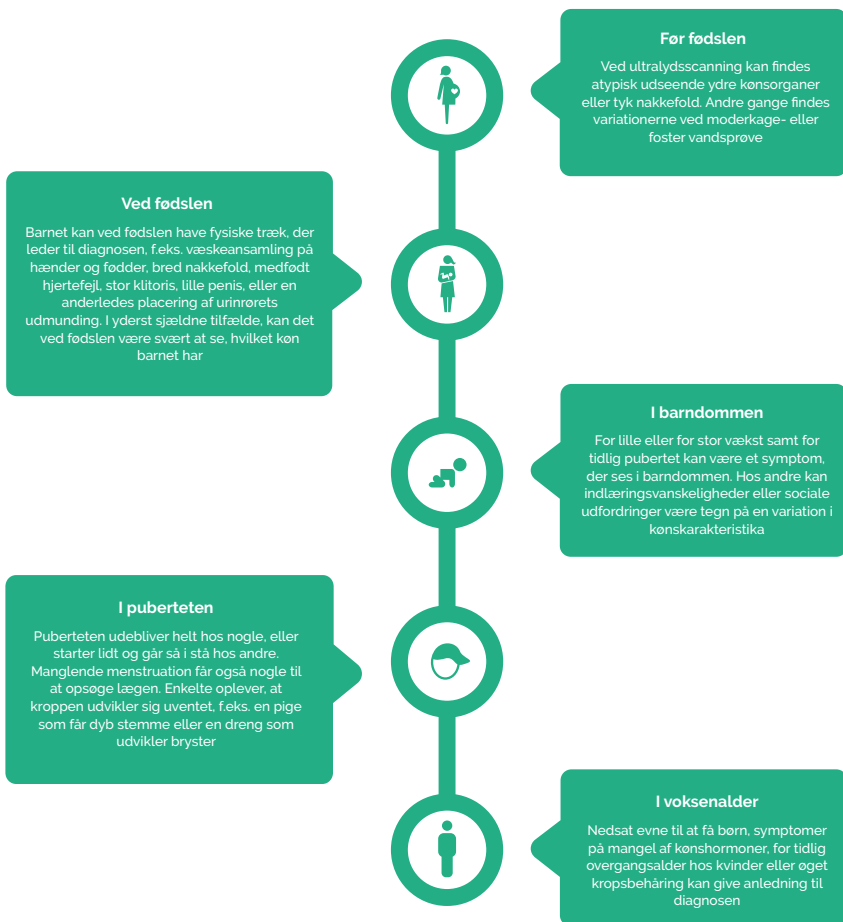 Før fødslen
Ved ultralydsscanning kan findes
atypisk udseende ydre kønsorganer
eller tyk nakkefold. Andre gange findes
variationerne ved moderkage- eller
foster vandsprøve
Ved fødslen
Barnet kan ved fødslen have fysiske træk, der
leder til diagnosen, f.eks. væskeansamling på
hænder og fødder, bred nakkefold, medfødt
hjertefejl, stor klitoris, lille penis, eller en
anderledes placering af urinrørets
udmunding. I yderst sjældne tilfælde, kan det
ved fødslen være svært at se, hvilket køn
barnet har
I barndommen
For lille eller for stor vækst samt for
tidlig pubertet kan være et symptom,
der ses i barndommen. Hos andre kan
indlæringsvanskeligheder eller sociale
udfordringer være tegn på en variation i
kønskarakteristika
I puberteten
Puberteten udebliver helt hos nogle, eller
starter lidt og går så i stå hos andre.
Manglende menstruation får også nogle til
at opsøge lægen. Enkelte oplever, at
kroppen udvikler sig uventet, f.eks. en pige
som får dyb stemme eller en dreng som
udvikler bryster
I voksenalder
Nedsat evne til at få børn, symptomer
på mangel af kønshormoner, for tidlig
overgangsalder hos kvinder eller øget
kropsbehåring kan give anledning til
diagnosen